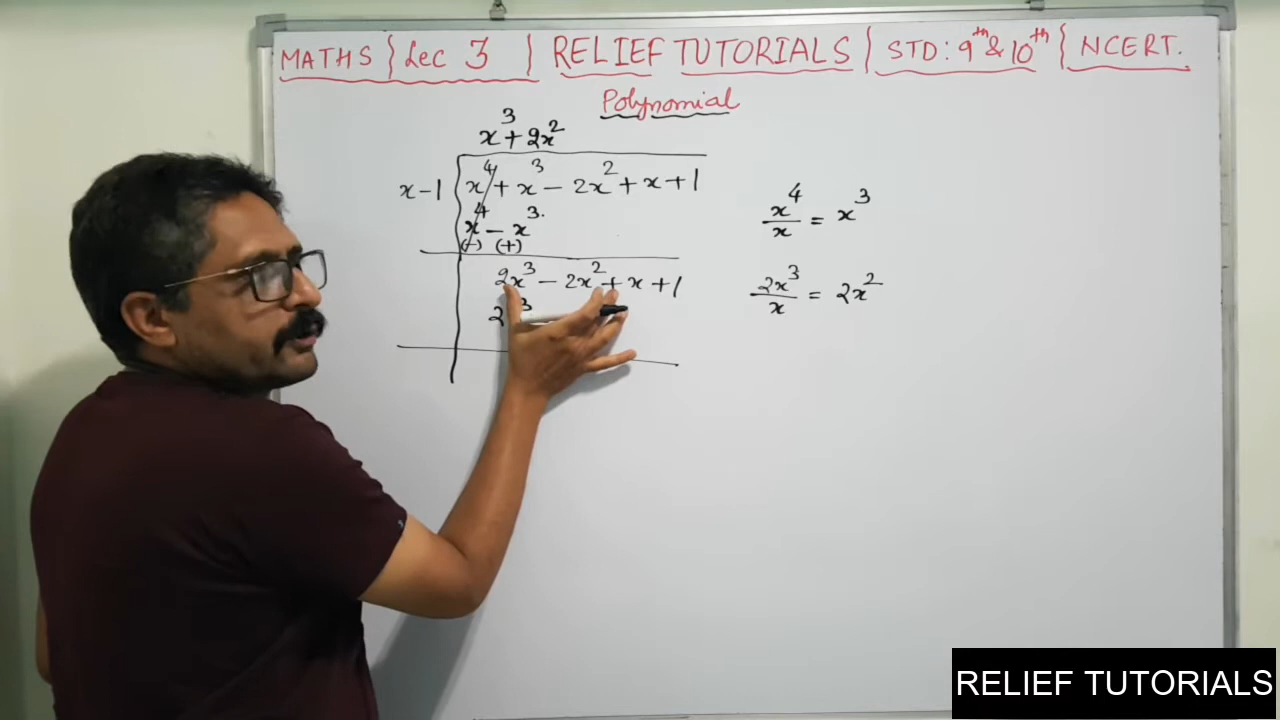 MATHS | Lec 3 | RELIEF TUTORIALS | STD: 9th & 10th | NCERT.
Polynomial
x³ + 2x²
x - 1 | x⁴ + x³ - 2x² + x + 1
x⁴ - x³.
(-) (+)
2x³ - 2x² + x + 1
x⁴/x = x³
2x³/x = 2x²
RELIEF TUTORIALS